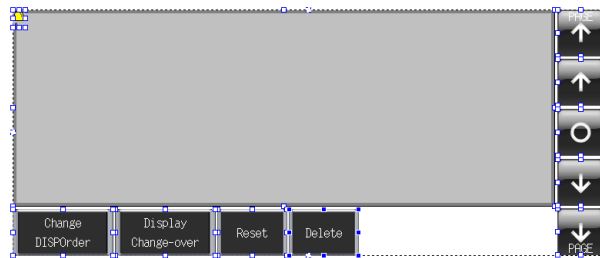 PAGE
Change
DISPOrder
Display
Change-over
Reset
Delete
PAGE